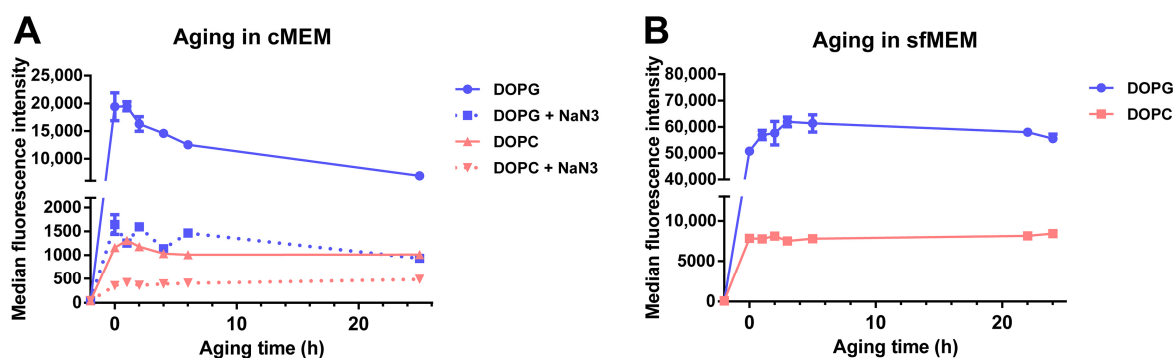 A
Aging in cMEM
Median fluorescence intensity
25,000
20,000
15,000
10,000
2000
1500
1000
500
0
0
10
20
Aging time (h)
DOPG
DOPG + NaN3
DOPC
DOPC + NaN3
B
Aging in sfMEM
Median fluorescence intensity
80,000
70,000
60,000
50,000
40,000
10,000
5000
0
0
10
20
Aging time (h)
DOPG
DOPC